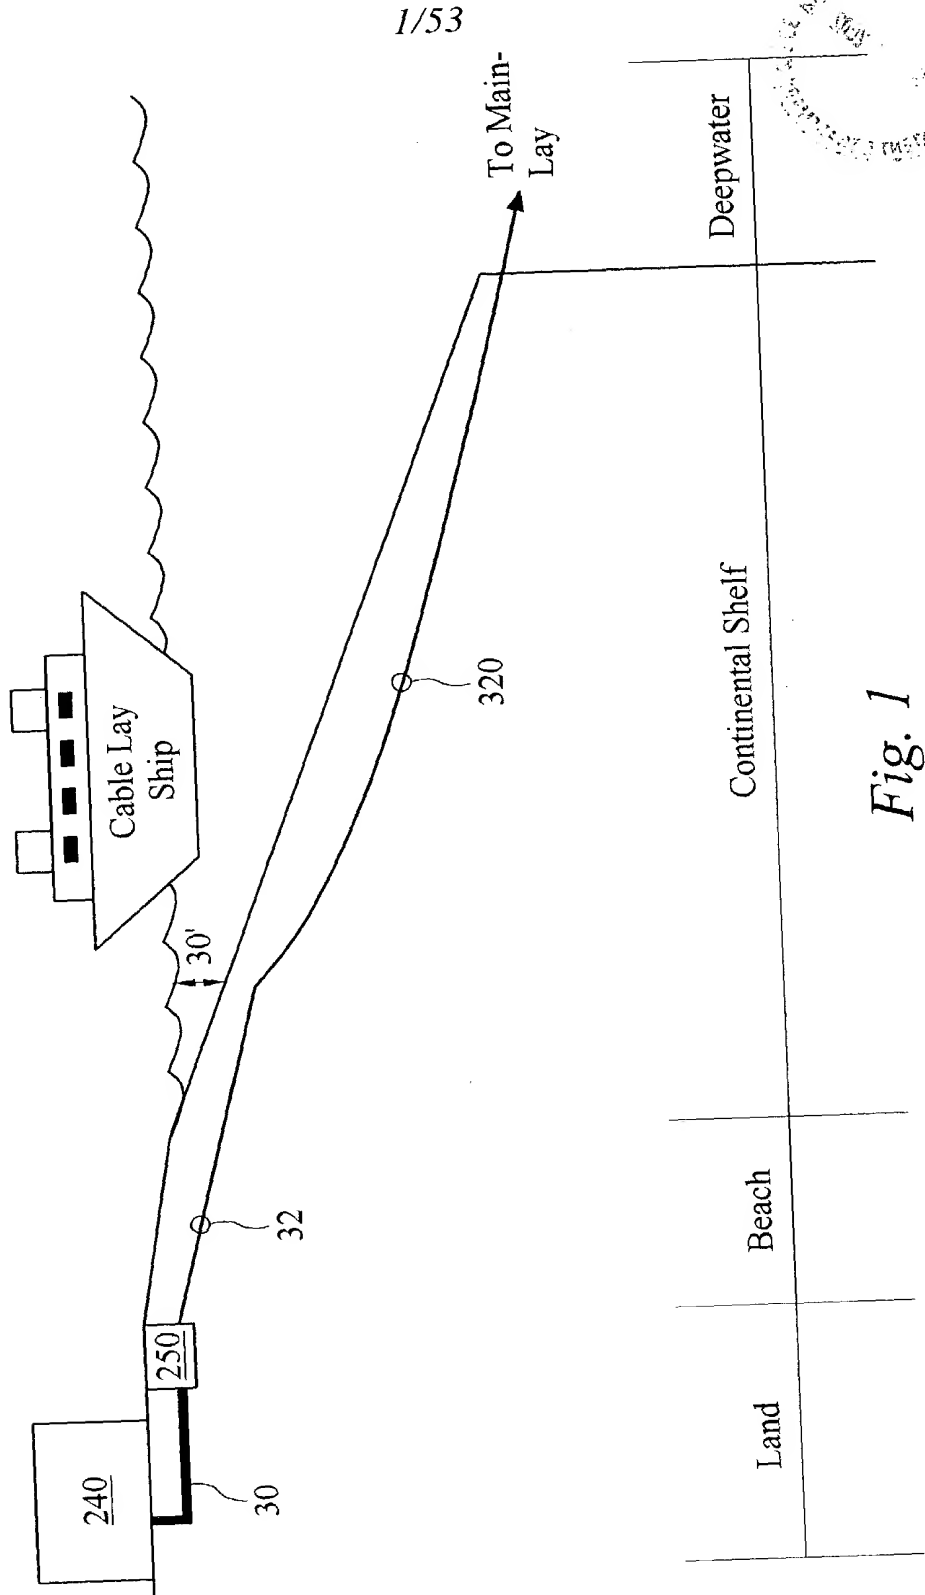 1/53
Cable Lay
Ship
30'
To Main-
Lay
240
250
30
32
320
Land
Beach
Continental Shelf
Deepwater
Fig. 1